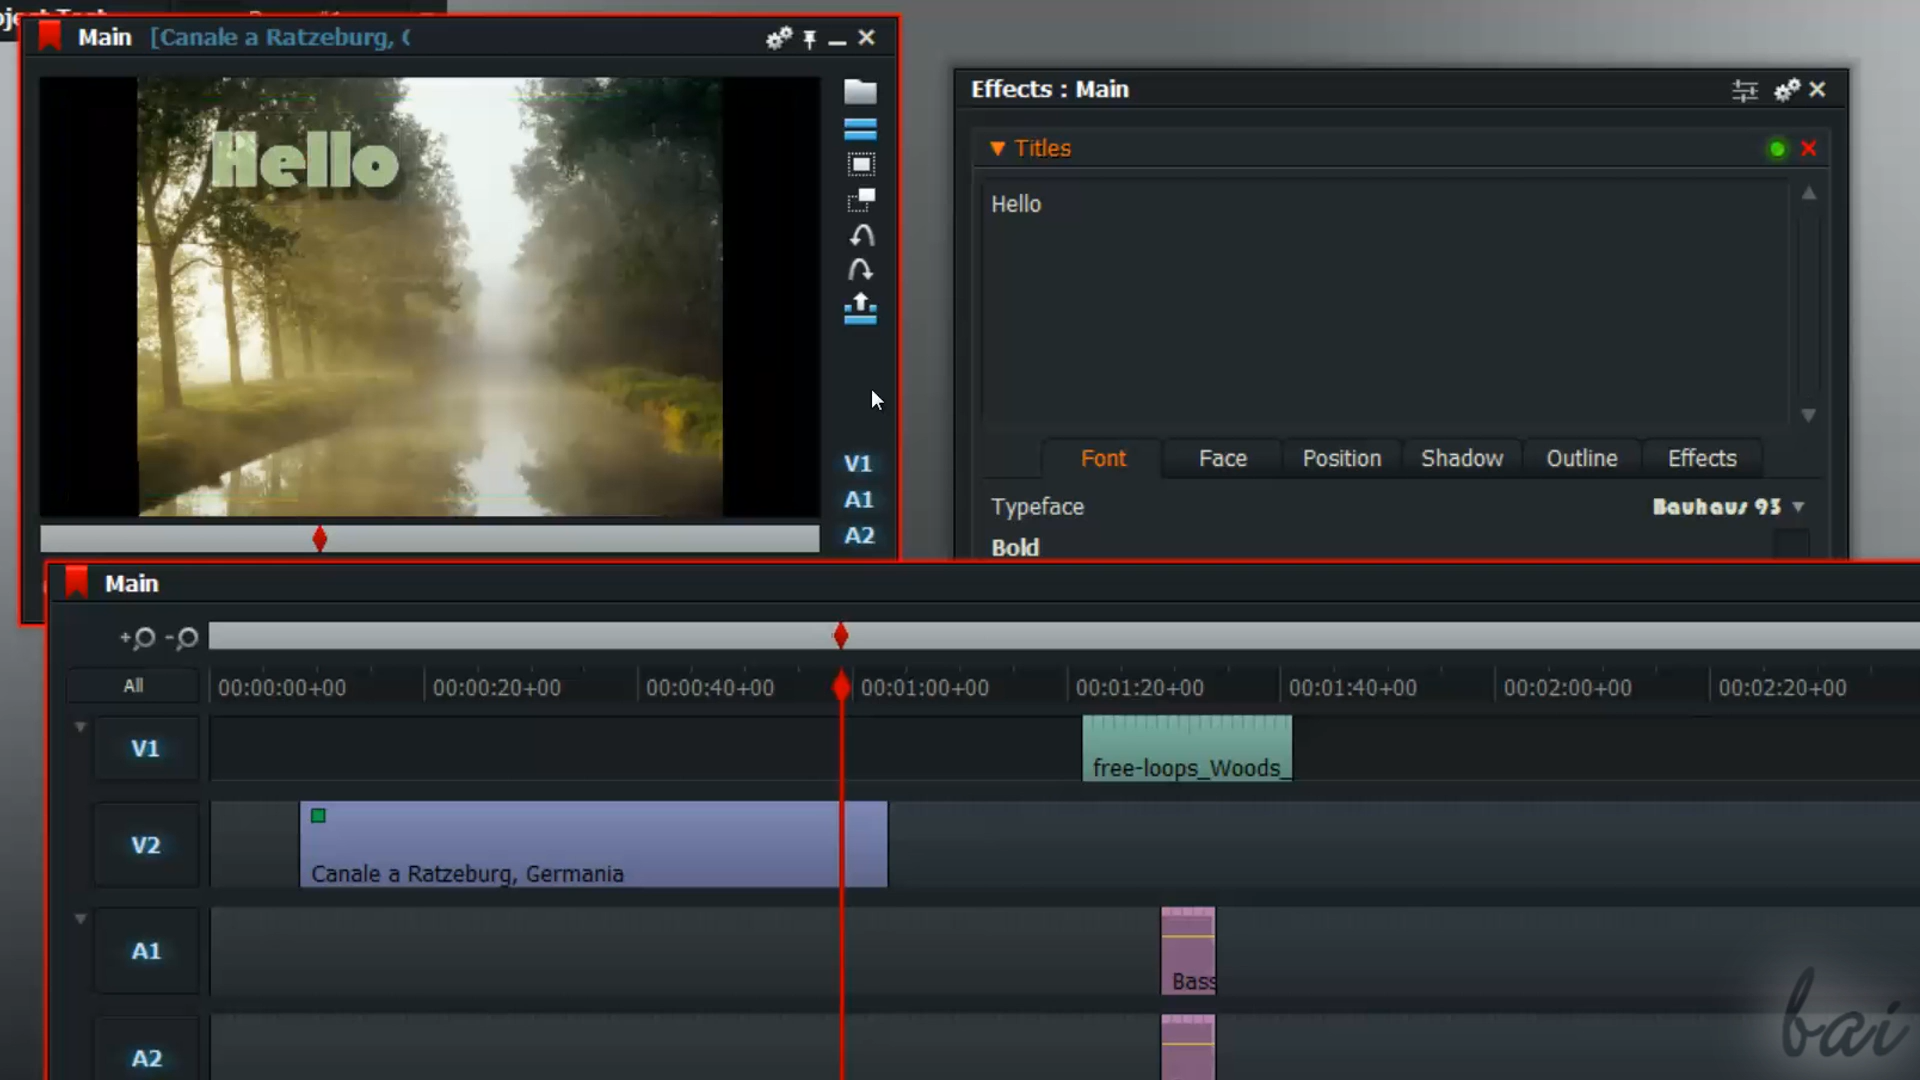 Main [Canale a Ratzeburg, (
Hello
V1
A1
A2
Effects : Main
Titles
Hello
Font Face Position Shadow Outline Effects
Typeface Bauhaus 93
Bold
Main
All 00:00:00+00 00:00:20+00 00:00:40+00 00:01:00+00 00:01:20+00 00:01:40+00 00:02:00+00 00:02:20+00
V1 free-loops_Woods_
V2 Canale a Ratzeburg, Germania
A1 Bass
A2
bai